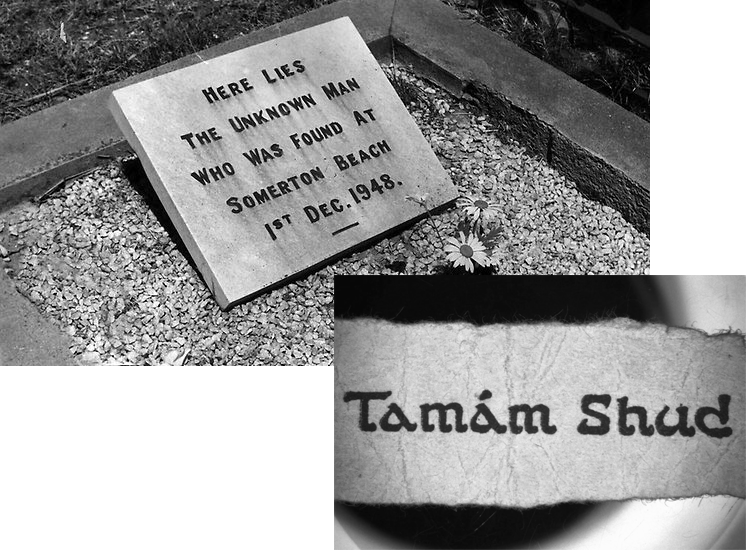 Here Lies
The Unknown Man
Who Was Found At
Somerton Beach
1st Dec. 1948.
Tamám Shud